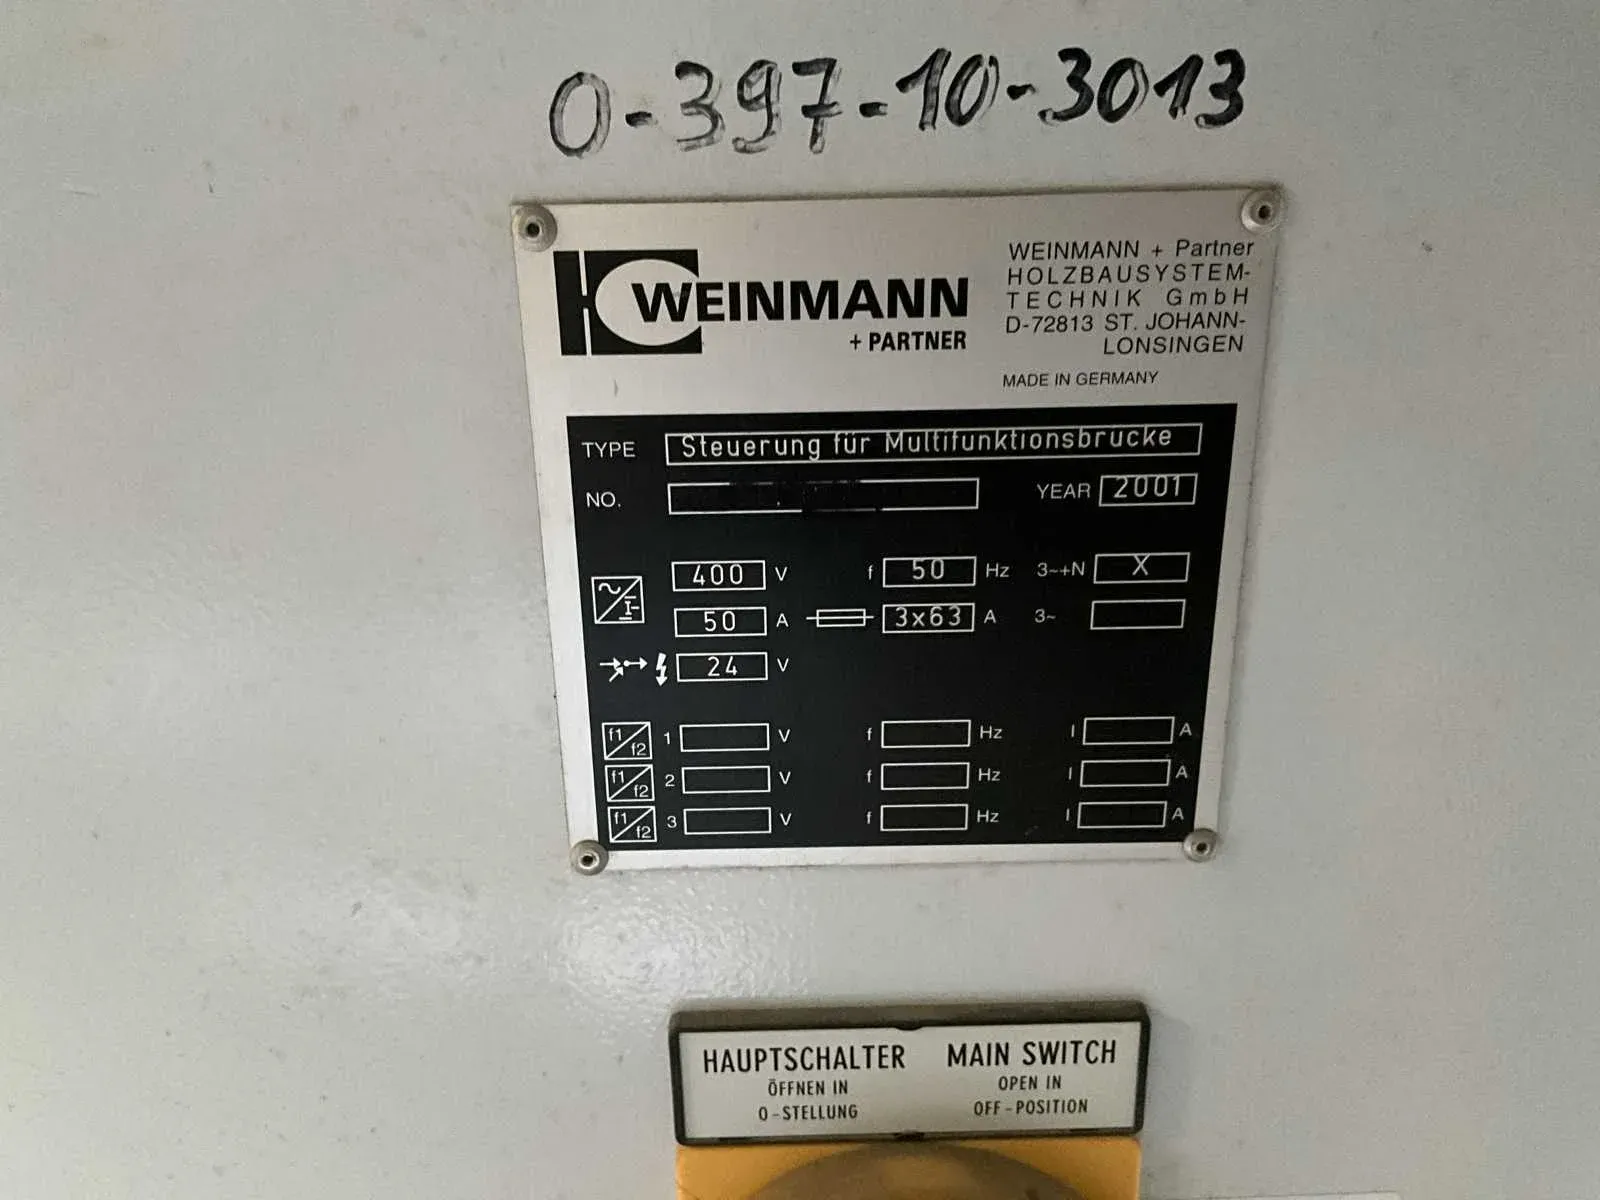 0-397-10-3013
WEINMANN
+ PARTNER
WEINMANN + Partner
HOLZBAUSYSTEM-
TECHNIK GmbH
D-72813 ST. JOHANN-
LONSINGEN
MADE IN GERMANY
TYPE Steuerung für Multifunktionsbrücke
NO. YEAR 2001
400 V f 50 Hz 3~+N X
50 A 3x63 A 3~
24 V
f1/f2 1 V f Hz I A
f1/f2 2 V f Hz I A
f1/f2 3 V f Hz I A
HAUPTSCHALTER MAIN SWITCH
ÖFFNEN IN OPEN IN
0-STELLUNG OFF-POSITION